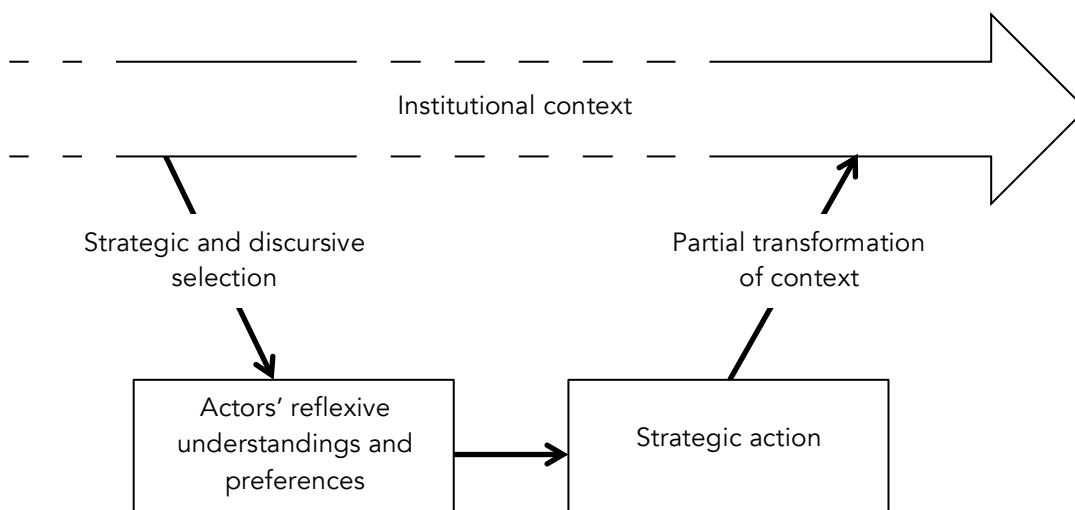 Institutional context
Strategic and discursive
selection
Partial transformation
of context
Actors’ reflexive
understandings and
preferences
Strategic action